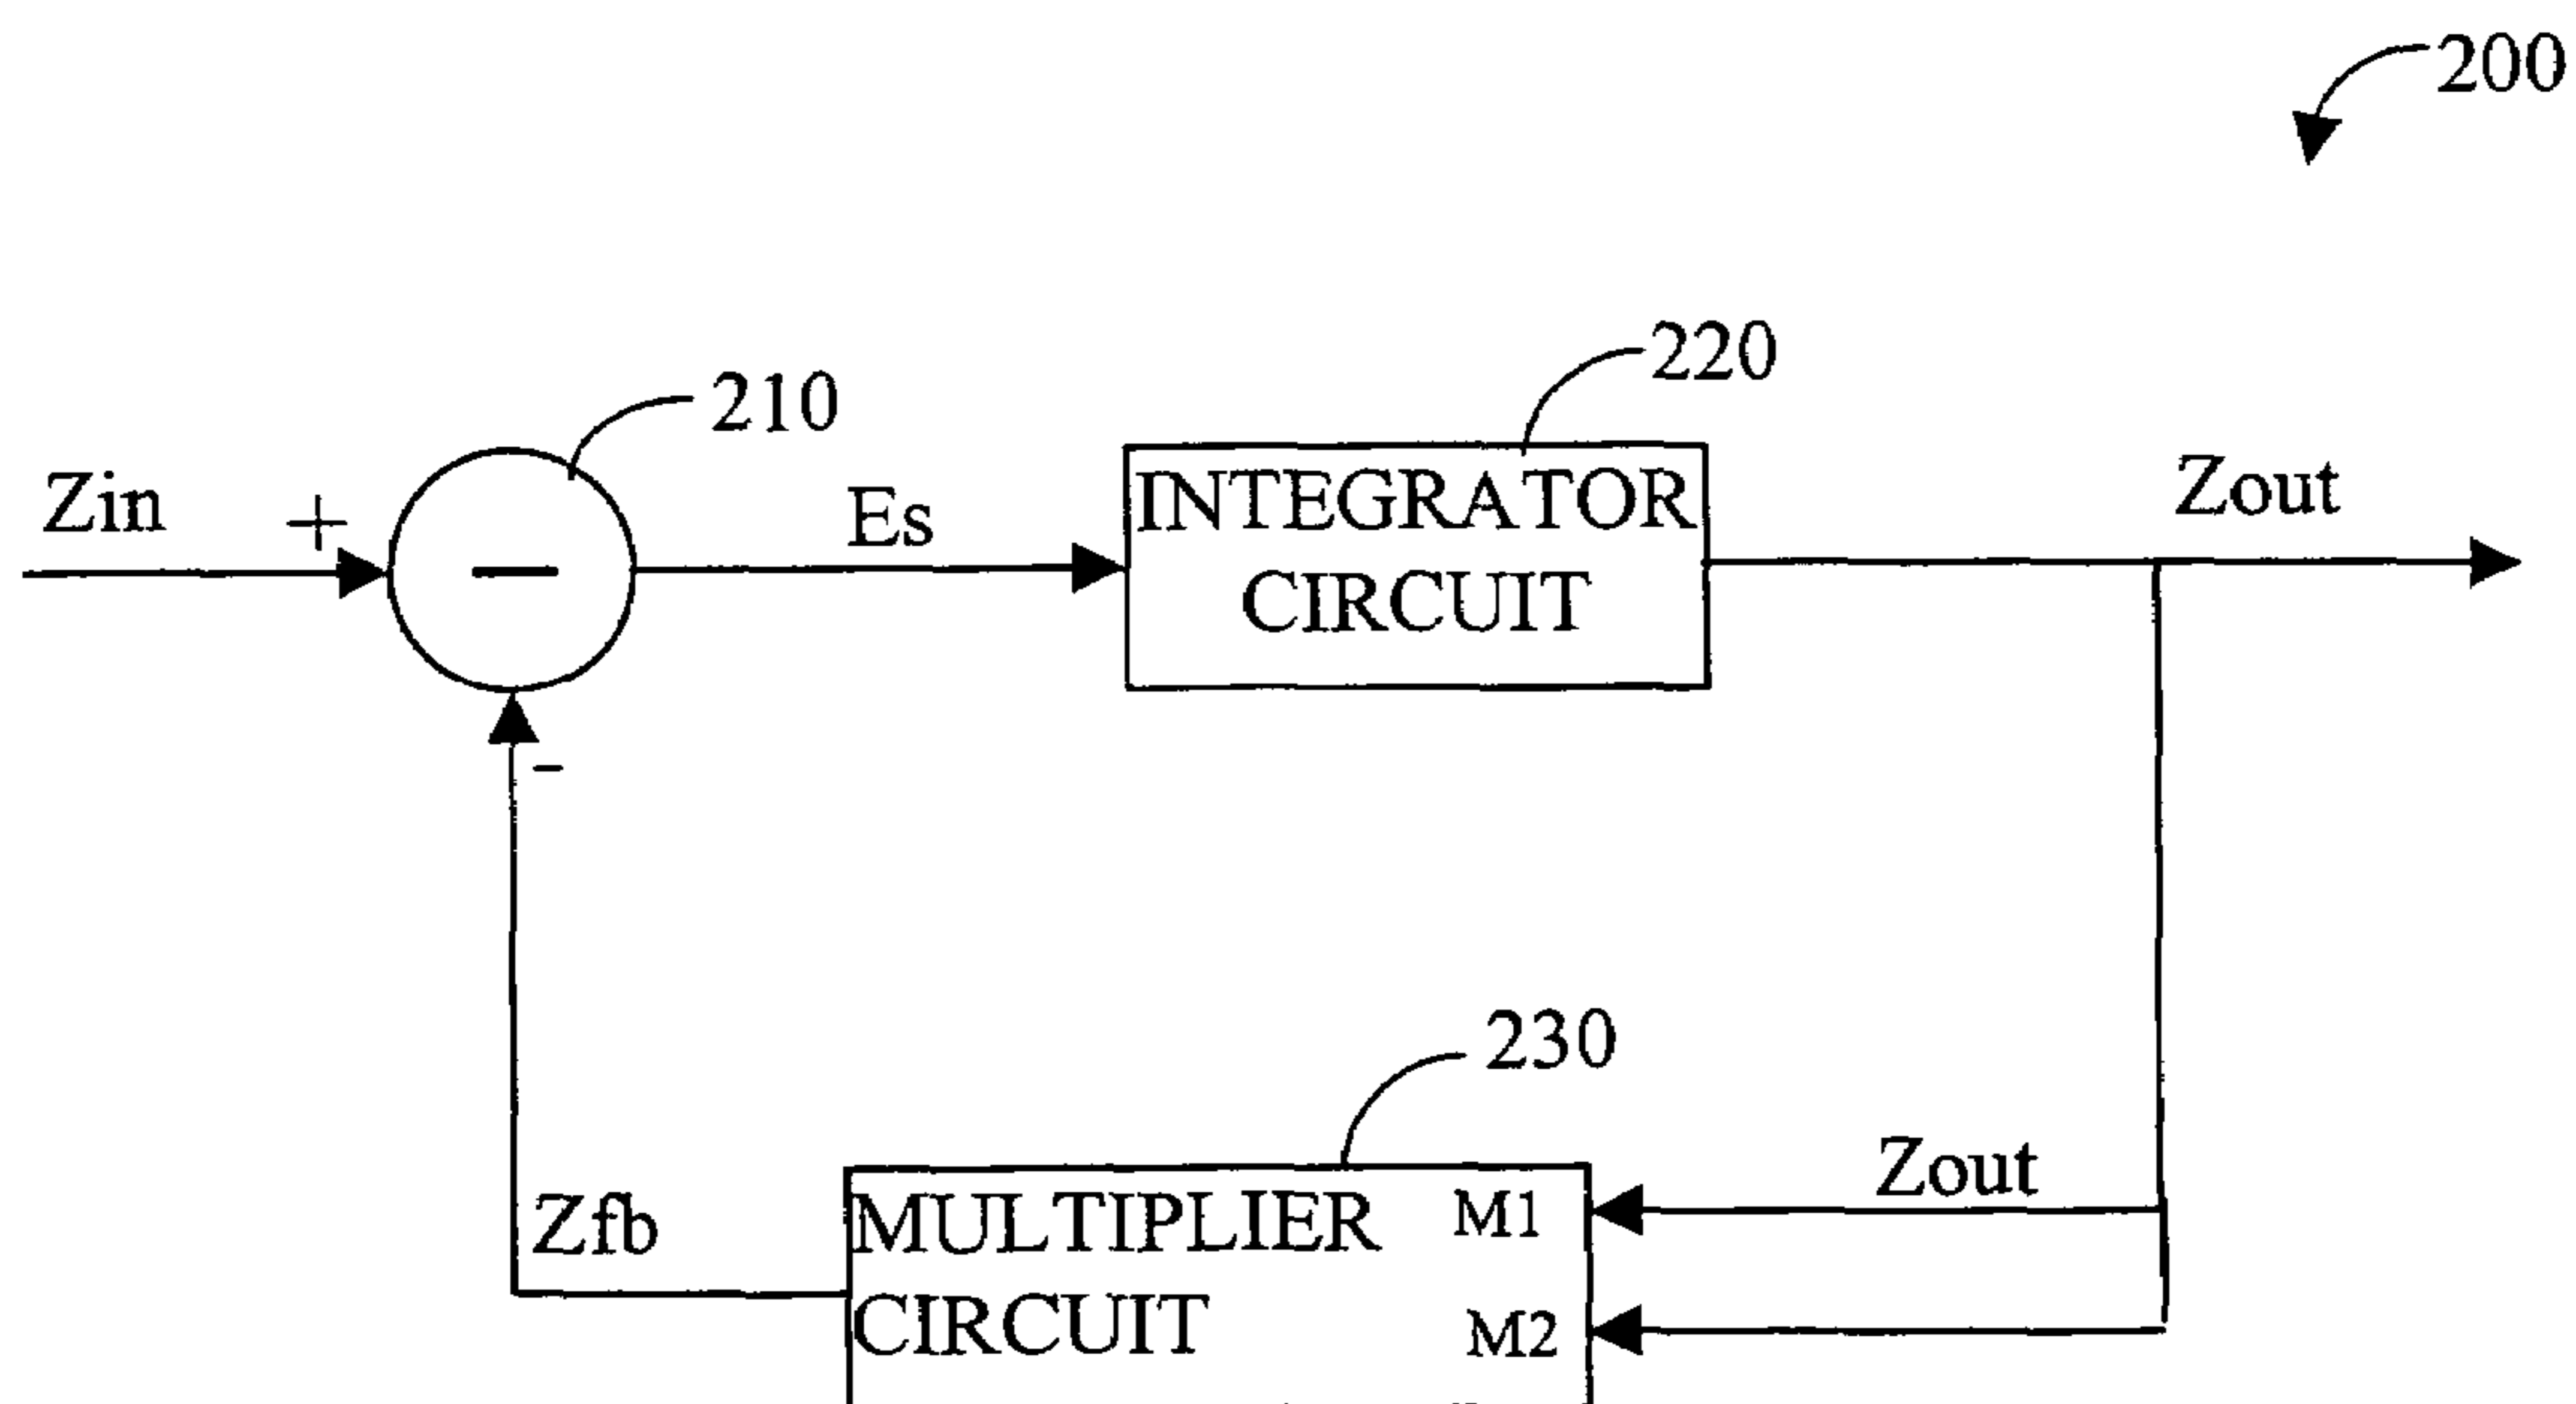 200
220
210
Zin
+
Es
INTEGRATOR
CIRCUIT
Zout
-
-
230
Zout
Zfb
MULTIPLIER
CIRCUIT
M1
M2